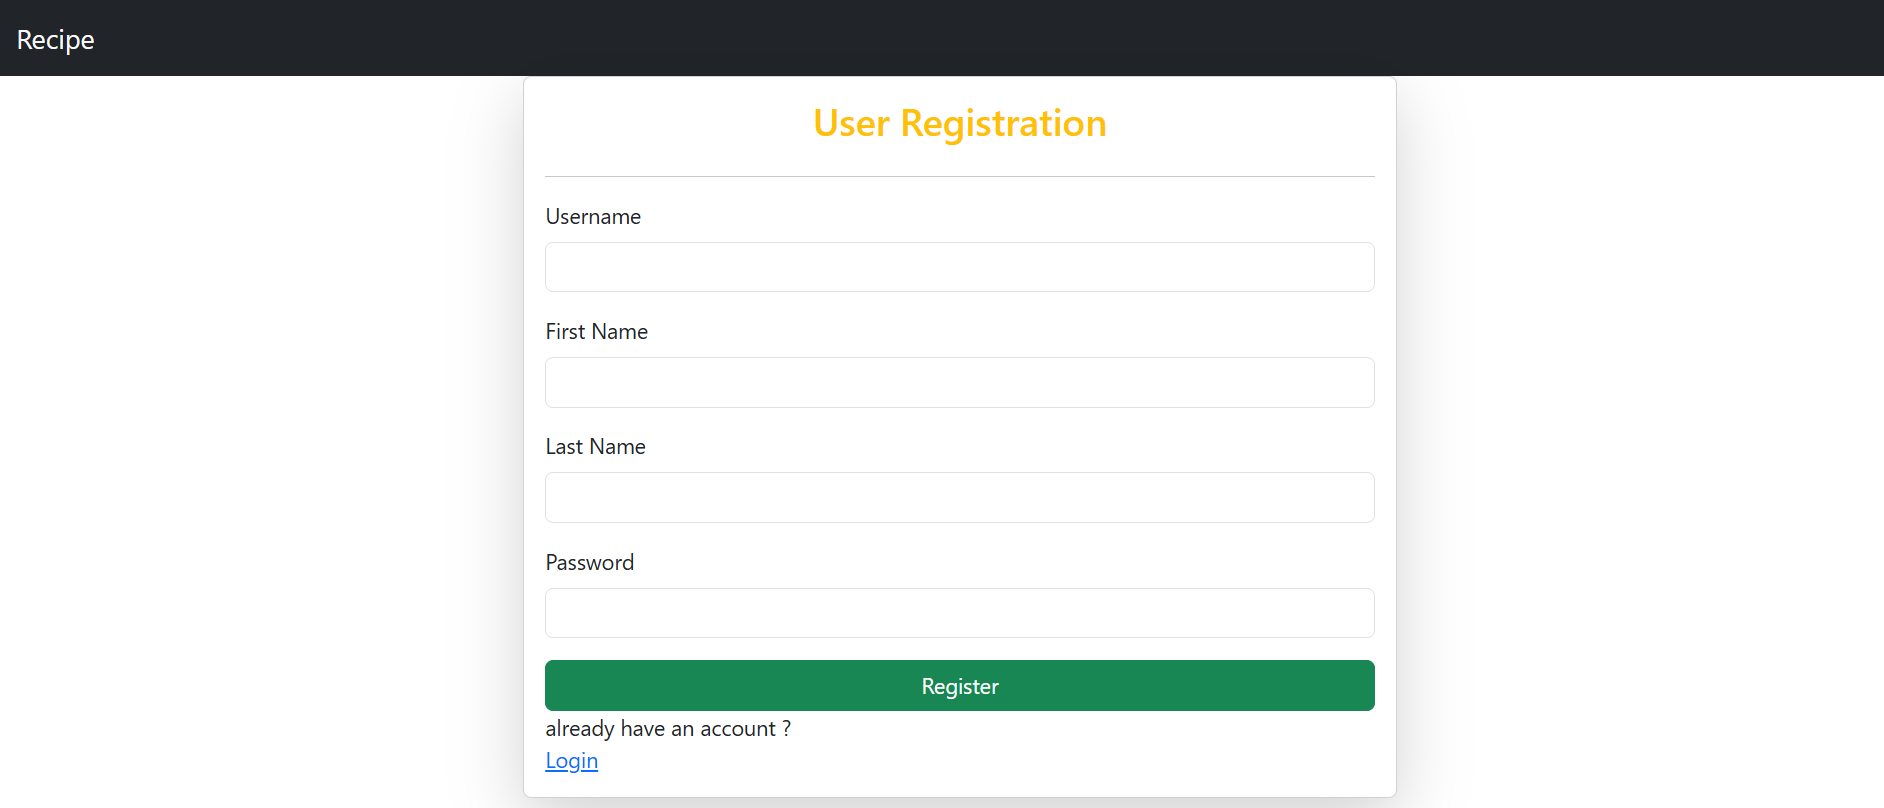 Recipe
User Registration
Username
First Name
Last Name
Password
Register
already have an account ?
Login